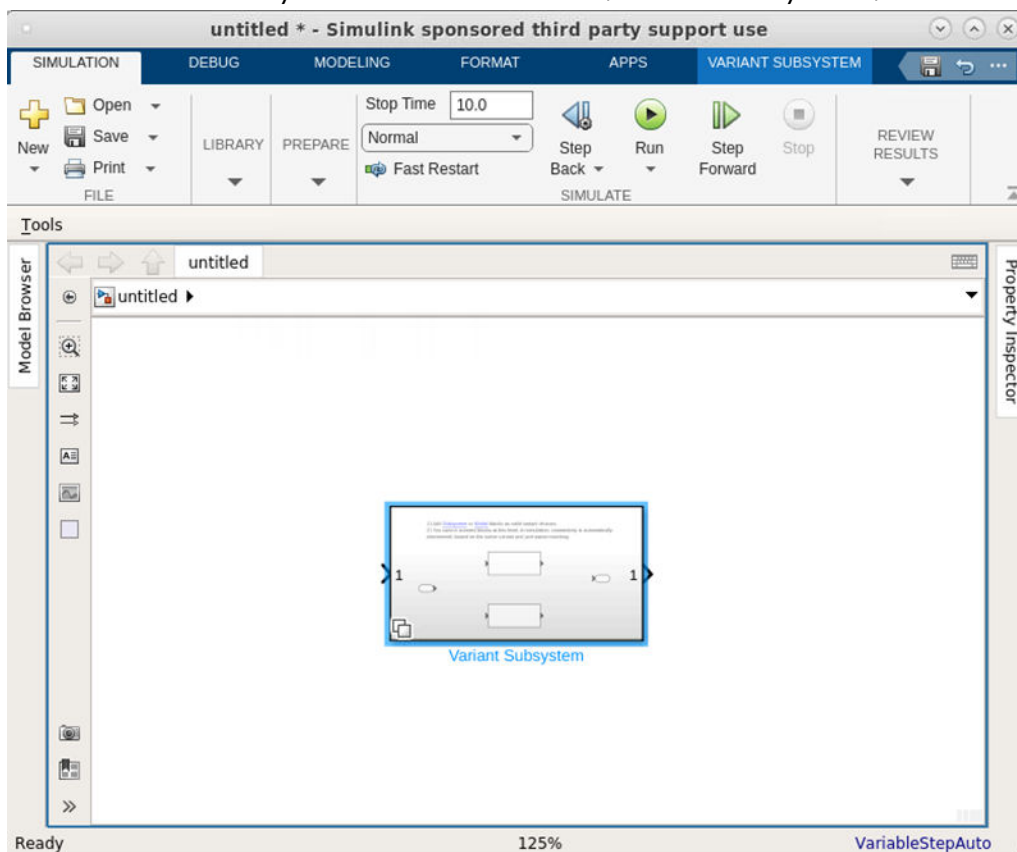 untitled * - Simulink sponsored third party support use
SIMULATION DEBUG MODELING FORMAT APPS VARIANT SUBSYSTEM
New
Open
Save
Print
FILE
LIBRARY
PREPARE
Stop Time 10.0
Normal
Fast Restart
Step Back
Run
Step Forward
Stop
SIMULATE
REVIEW RESULTS
Tools
Model Browser
untitled
untitled
Property Inspector
1
1
Variant Subsystem
Ready 125% VariableStepAuto